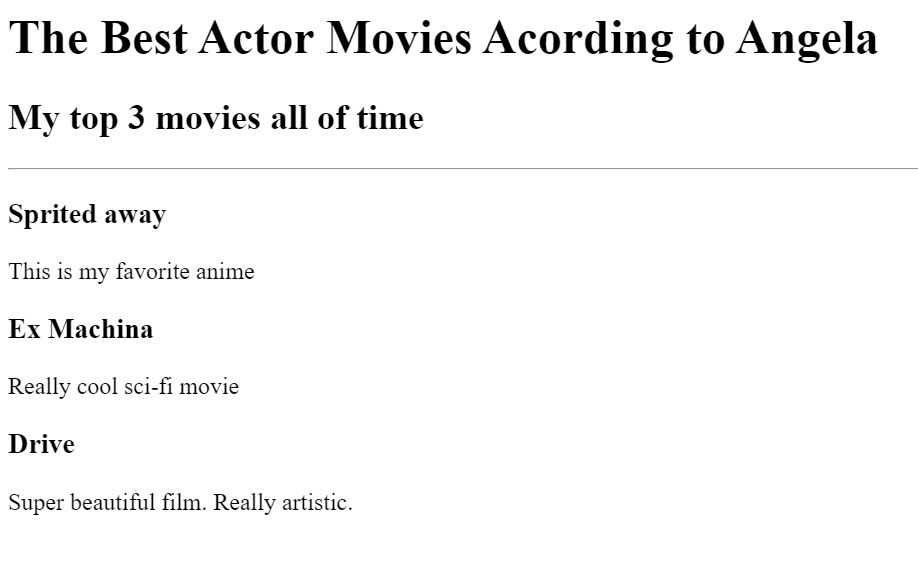 The Best Actor Movies Acording to Angela
My top 3 movies all of time
Sprited away
This is my favorite anime
Ex Machina
Really cool sci-fi movie
Drive
Super beautiful film. Really artistic.